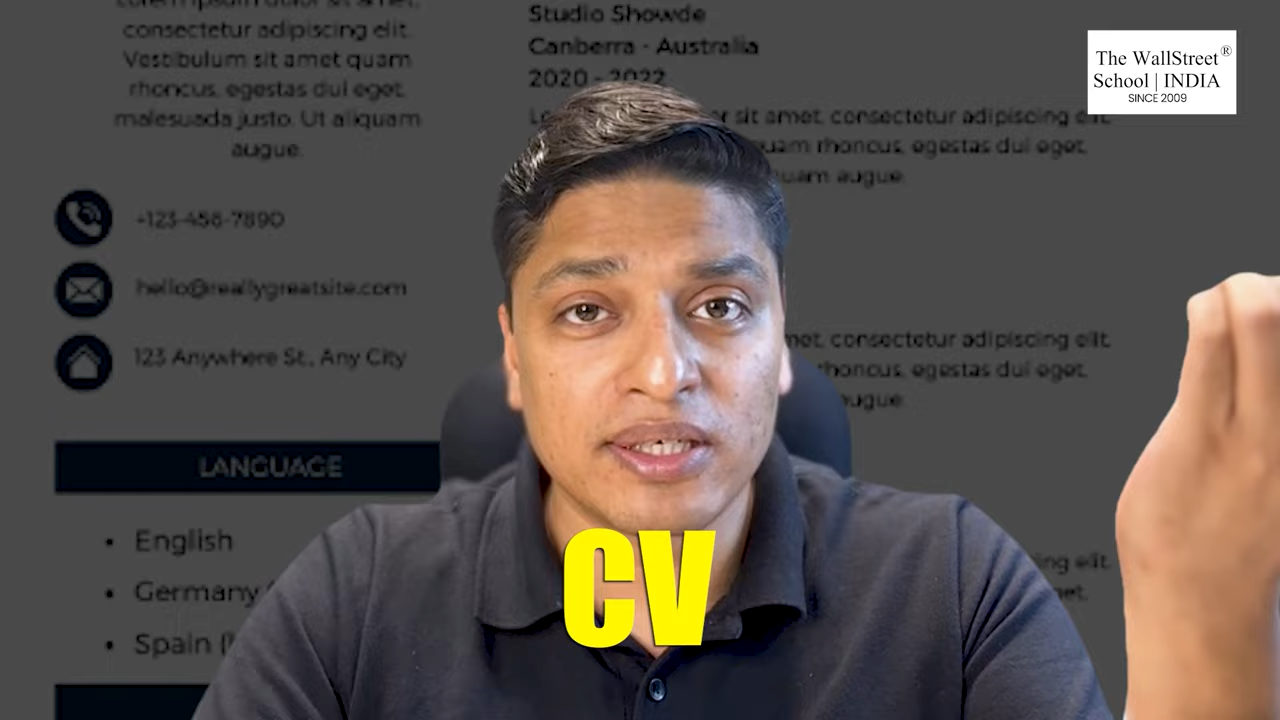 consectetur adipiscing elit.
Vestibulum sit amet quam
rhoncus, egestas dui eget,
malesuada justo. Ut aliquam
augue.
+123-456-7890
hello@reallygreatsite.com
123 Anywhere St., Any City
LANGUAGE
• English
• Germany
• Spain
Studio Showde
Canberra - Australia
2020 - 2022
sit amet, consectetur adipiscing elit.
rhoncus, egestas dui eget,
augue.
consectetur adipiscing elit.
rhoncus, egestas dui eget,
augue
elit.
The WallStreet®
School | INDIA
SINCE 2009
CV